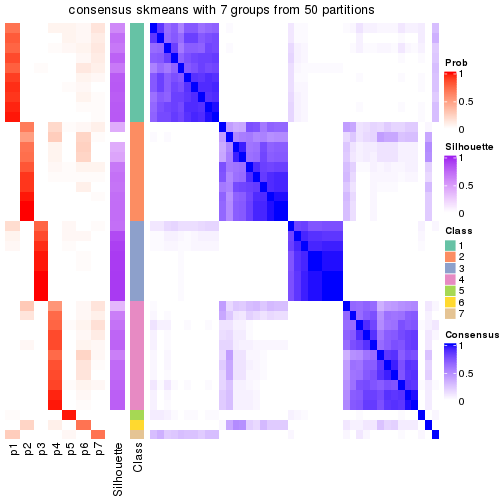 consensus skmeans with 7 groups from 50 partitions
Prob
1
0.5
0
Silhouette
1
0.5
0
Class
1
2
3
4
5
6
7
Consensus
1
0.5
0
p1
p2
p3
p4
p5
p6
p7
Silhouette
Class